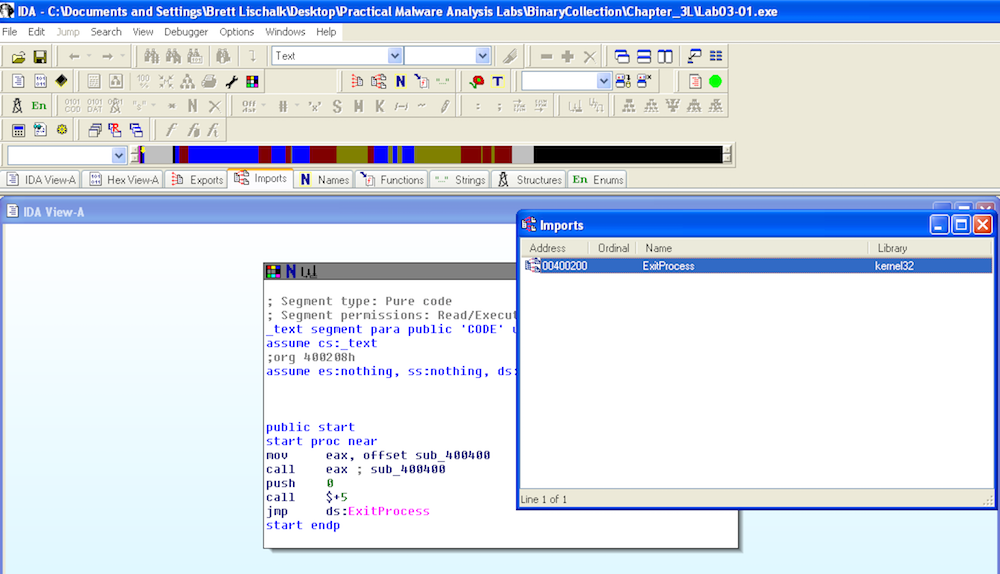 IDA - C:\Documents and Settings\Brett Lischalk\Desktop\Practical Malware Analysis Labs\BinaryCollection\Chapter_3L\Lab03-01.exe
File Edit Jump Search View Debugger Options Windows Help
Text
En
IDA View-A Hex View-A Exports Imports N Names Functions Strings Structures En Enums
IDA View-A
Imports
Address Ordinal Name Library
00400200 ExitProcess kernel32
Line 1 of 1
; Segment type: Pure code
; Segment permissions: Read/Execut
_text segment para public 'CODE' u
assume cs:_text
;org 400208h
assume es:nothing, ss:nothing, ds:
public start
start proc near
mov eax, offset sub_400400
call eax ; sub_400400
push 0
call $+5
jmp ds:ExitProcess
start endp